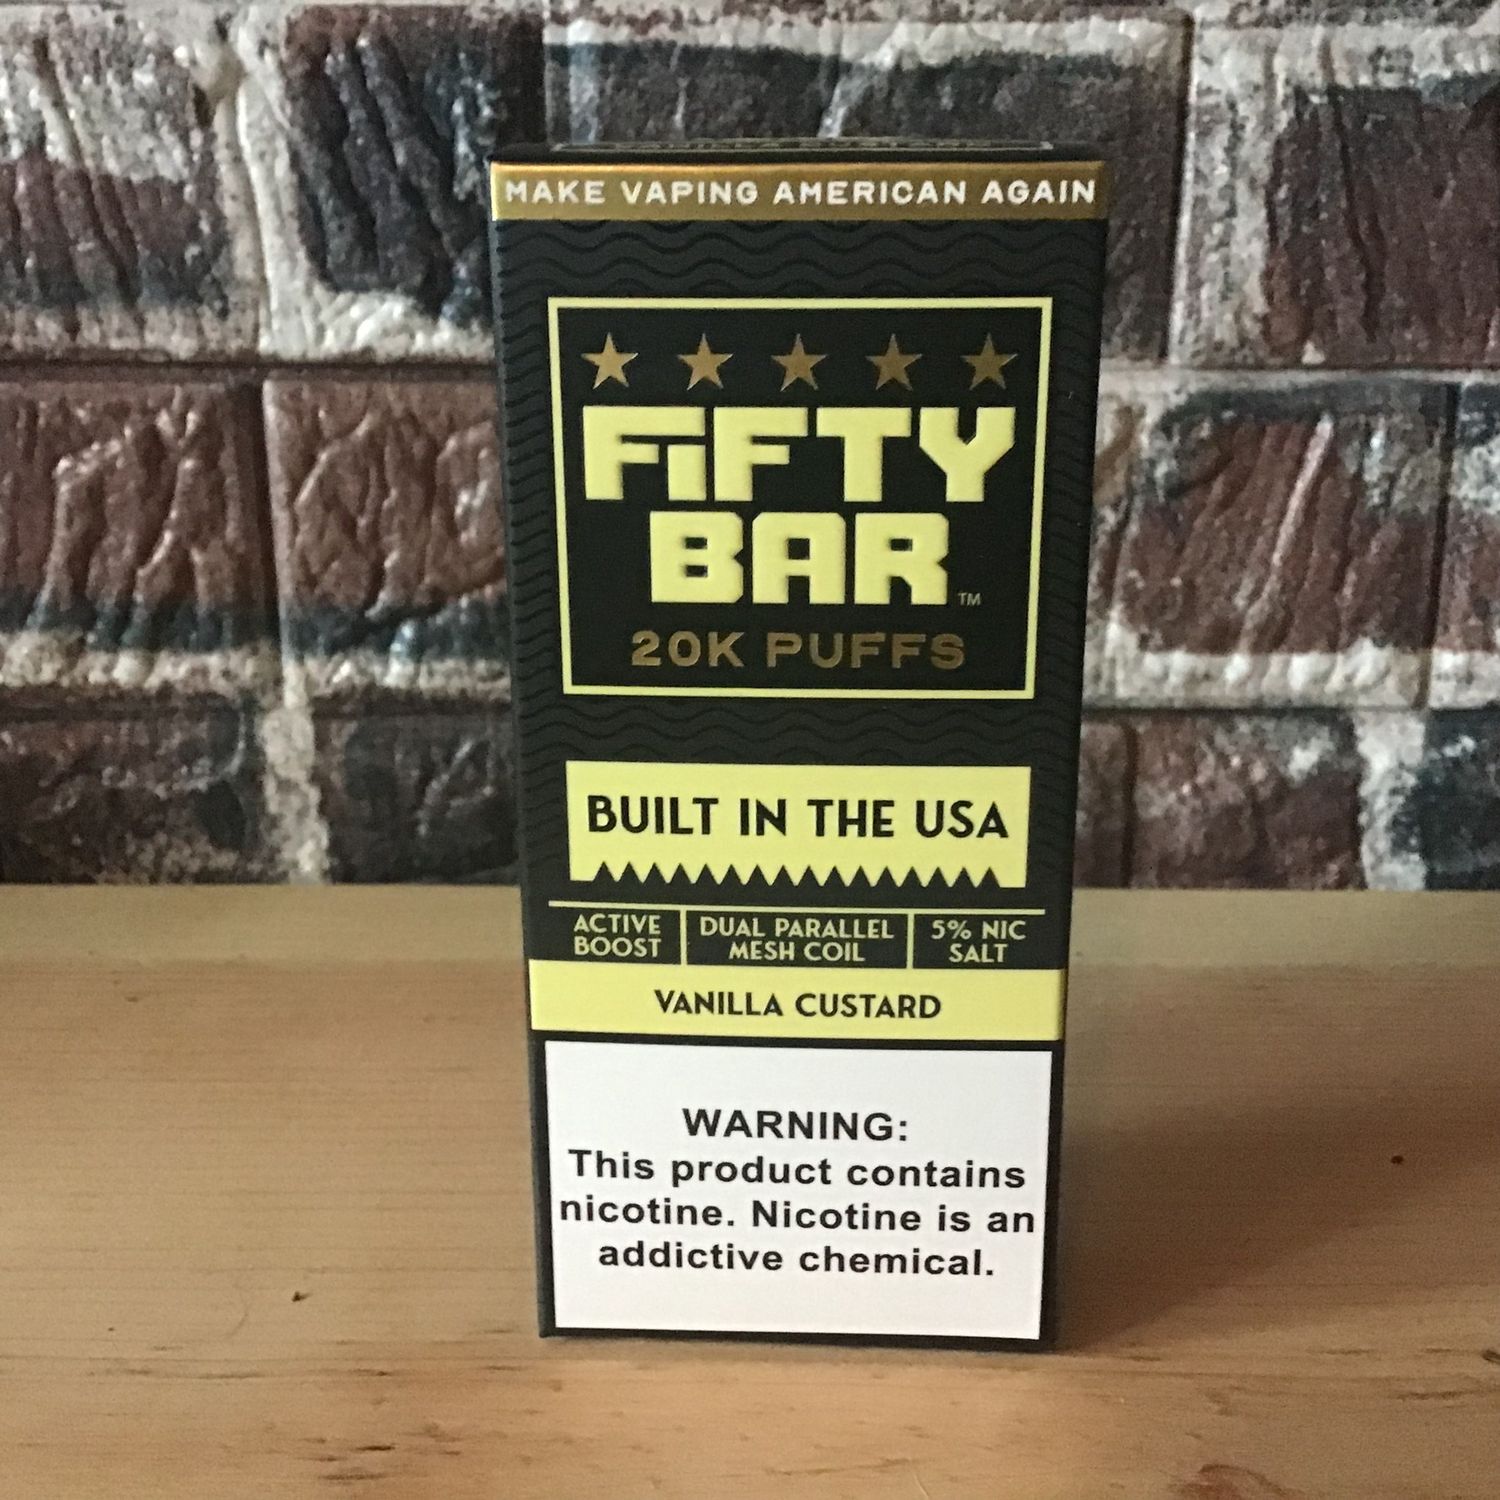 MAKE VAPING AMERICAN AGAIN
FiFTY
BAR
TM
20K PUFFS
BUILT IN THE USA
ACTIVE
BOOST
DUAL PARALLEL
MESH COIL
5% NIC
SALT
VANILLA CUSTARD
WARNING:
This product contains
nicotine. Nicotine is an
addictive chemical.